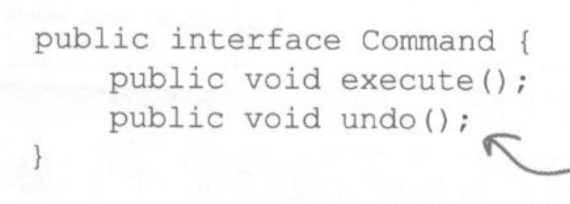 public interface Command {
    public void execute();
    public void undo();
}